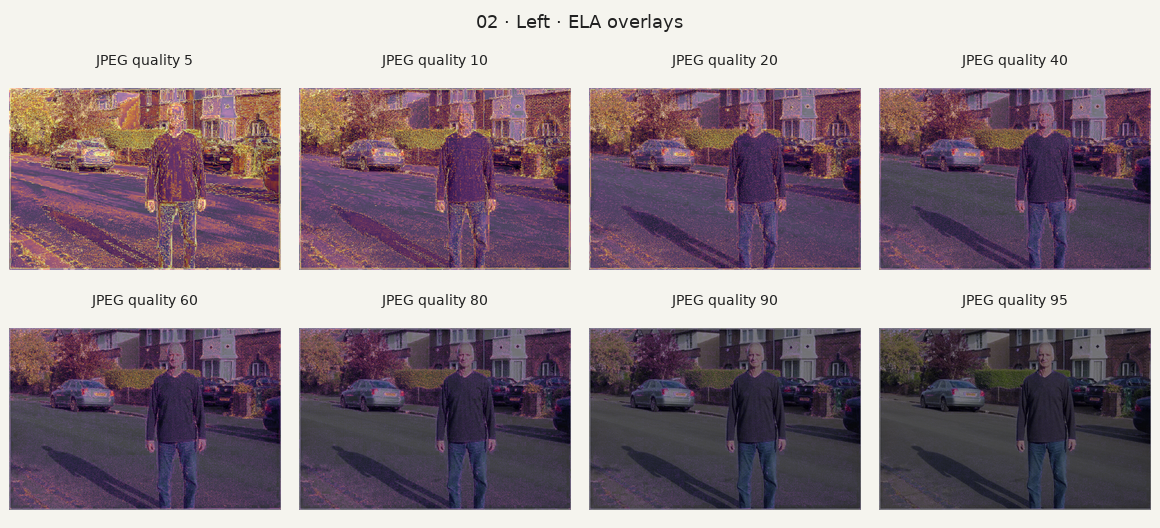 02 · Left · ELA overlays
JPEG quality 5
JPEG quality 10
JPEG quality 20
JPEG quality 40
JPEG quality 60
JPEG quality 80
JPEG quality 90
JPEG quality 95